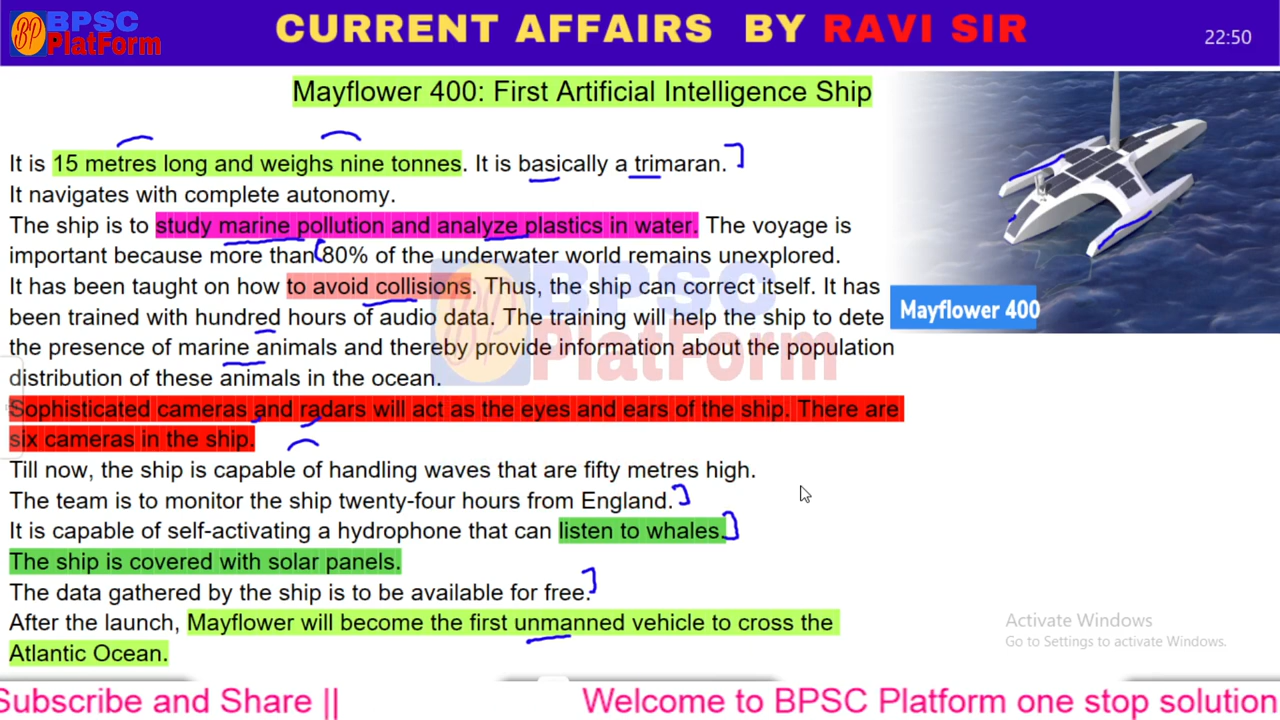 BPSC
PlatForm
CURRENT AFFAIRS BY RAVI SIR
22:50
Mayflower 400: First Artificial Intelligence Ship
It is 15 metres long and weighs nine tonnes. It is basically a trimaran.
It navigates with complete autonomy.
The ship is to study marine pollution and analyze plastics in water. The voyage is
important because more than 80% of the underwater world remains unexplored.
It has been taught on how to avoid collisions. Thus, the ship can correct itself. It has
been trained with hundred hours of audio data. The training will help the ship to dete
the presence of marine animals and thereby provide information about the population
distribution of these animals in the ocean.
Sophisticated cameras and radars will act as the eyes and ears of the ship. There are
six cameras in the ship.
Till now, the ship is capable of handling waves that are fifty metres high.
The team is to monitor the ship twenty-four hours from England.
It is capable of self-activating a hydrophone that can listen to whales.
The ship is covered with solar panels.
The data gathered by the ship is to be available for free.
After the launch, Mayflower will become the first unmanned vehicle to cross the
Atlantic Ocean.
Mayflower 400
BPSC
PlatForm
Activate Windows
Go to Settings to activate Windows.
Subscribe and Share || Welcome to BPSC Platform one stop solution